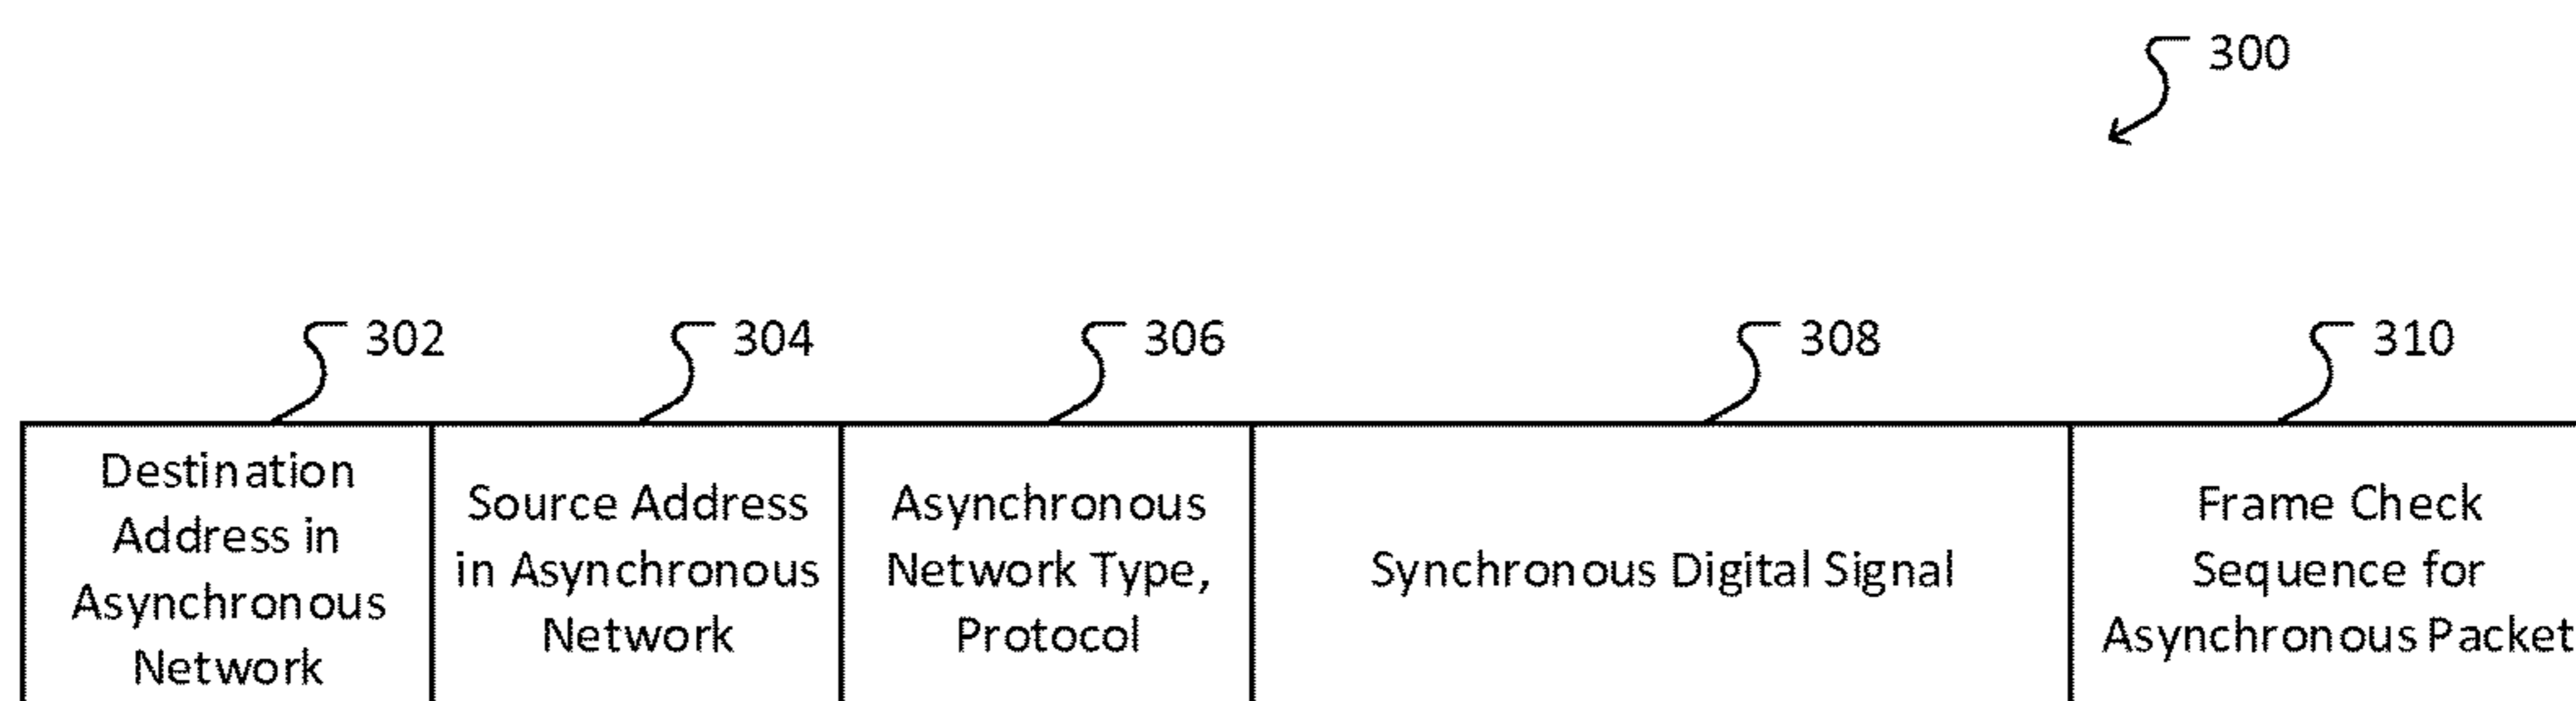 300
302
304
306
308
310
Destination
Address in
Asynchronous
Network
Source Address
in Asynchronous
Network
Asynchronous
Network Type,
Protocol
Synchronous Digital Signal
Frame Check
Sequence for
Asynchronous Packet